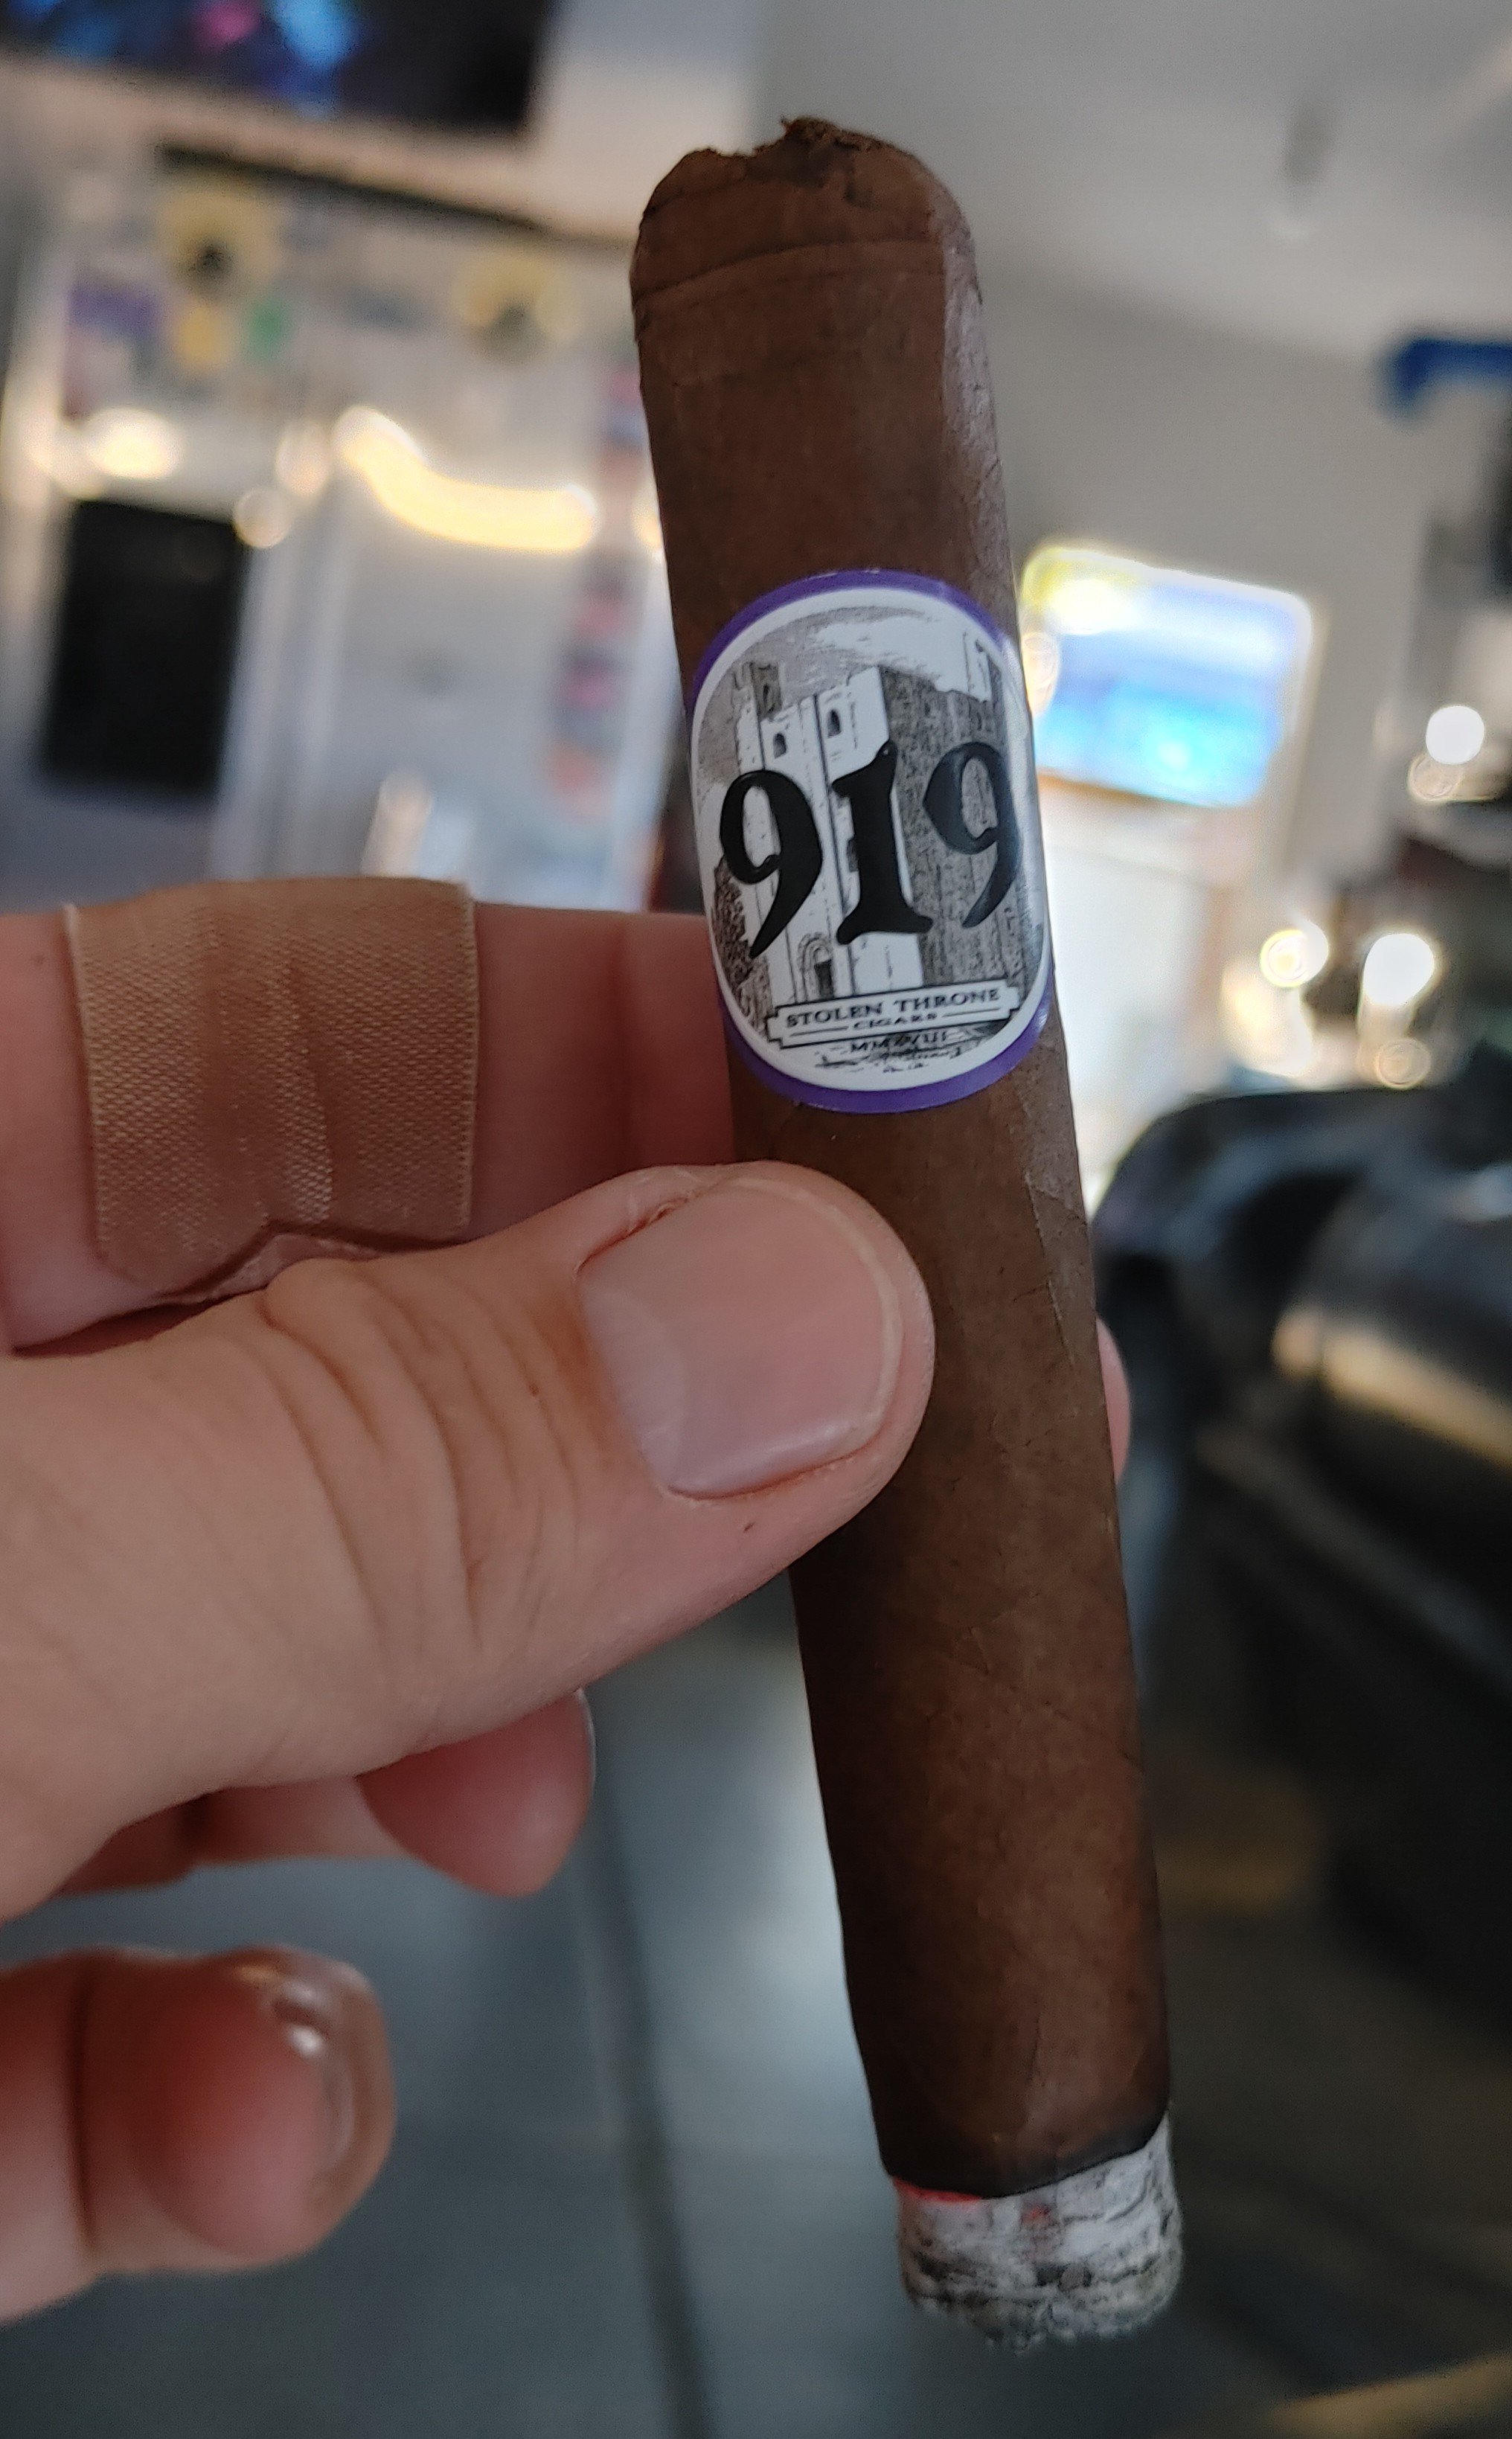 919
STOLEN THRONE
CIGARS